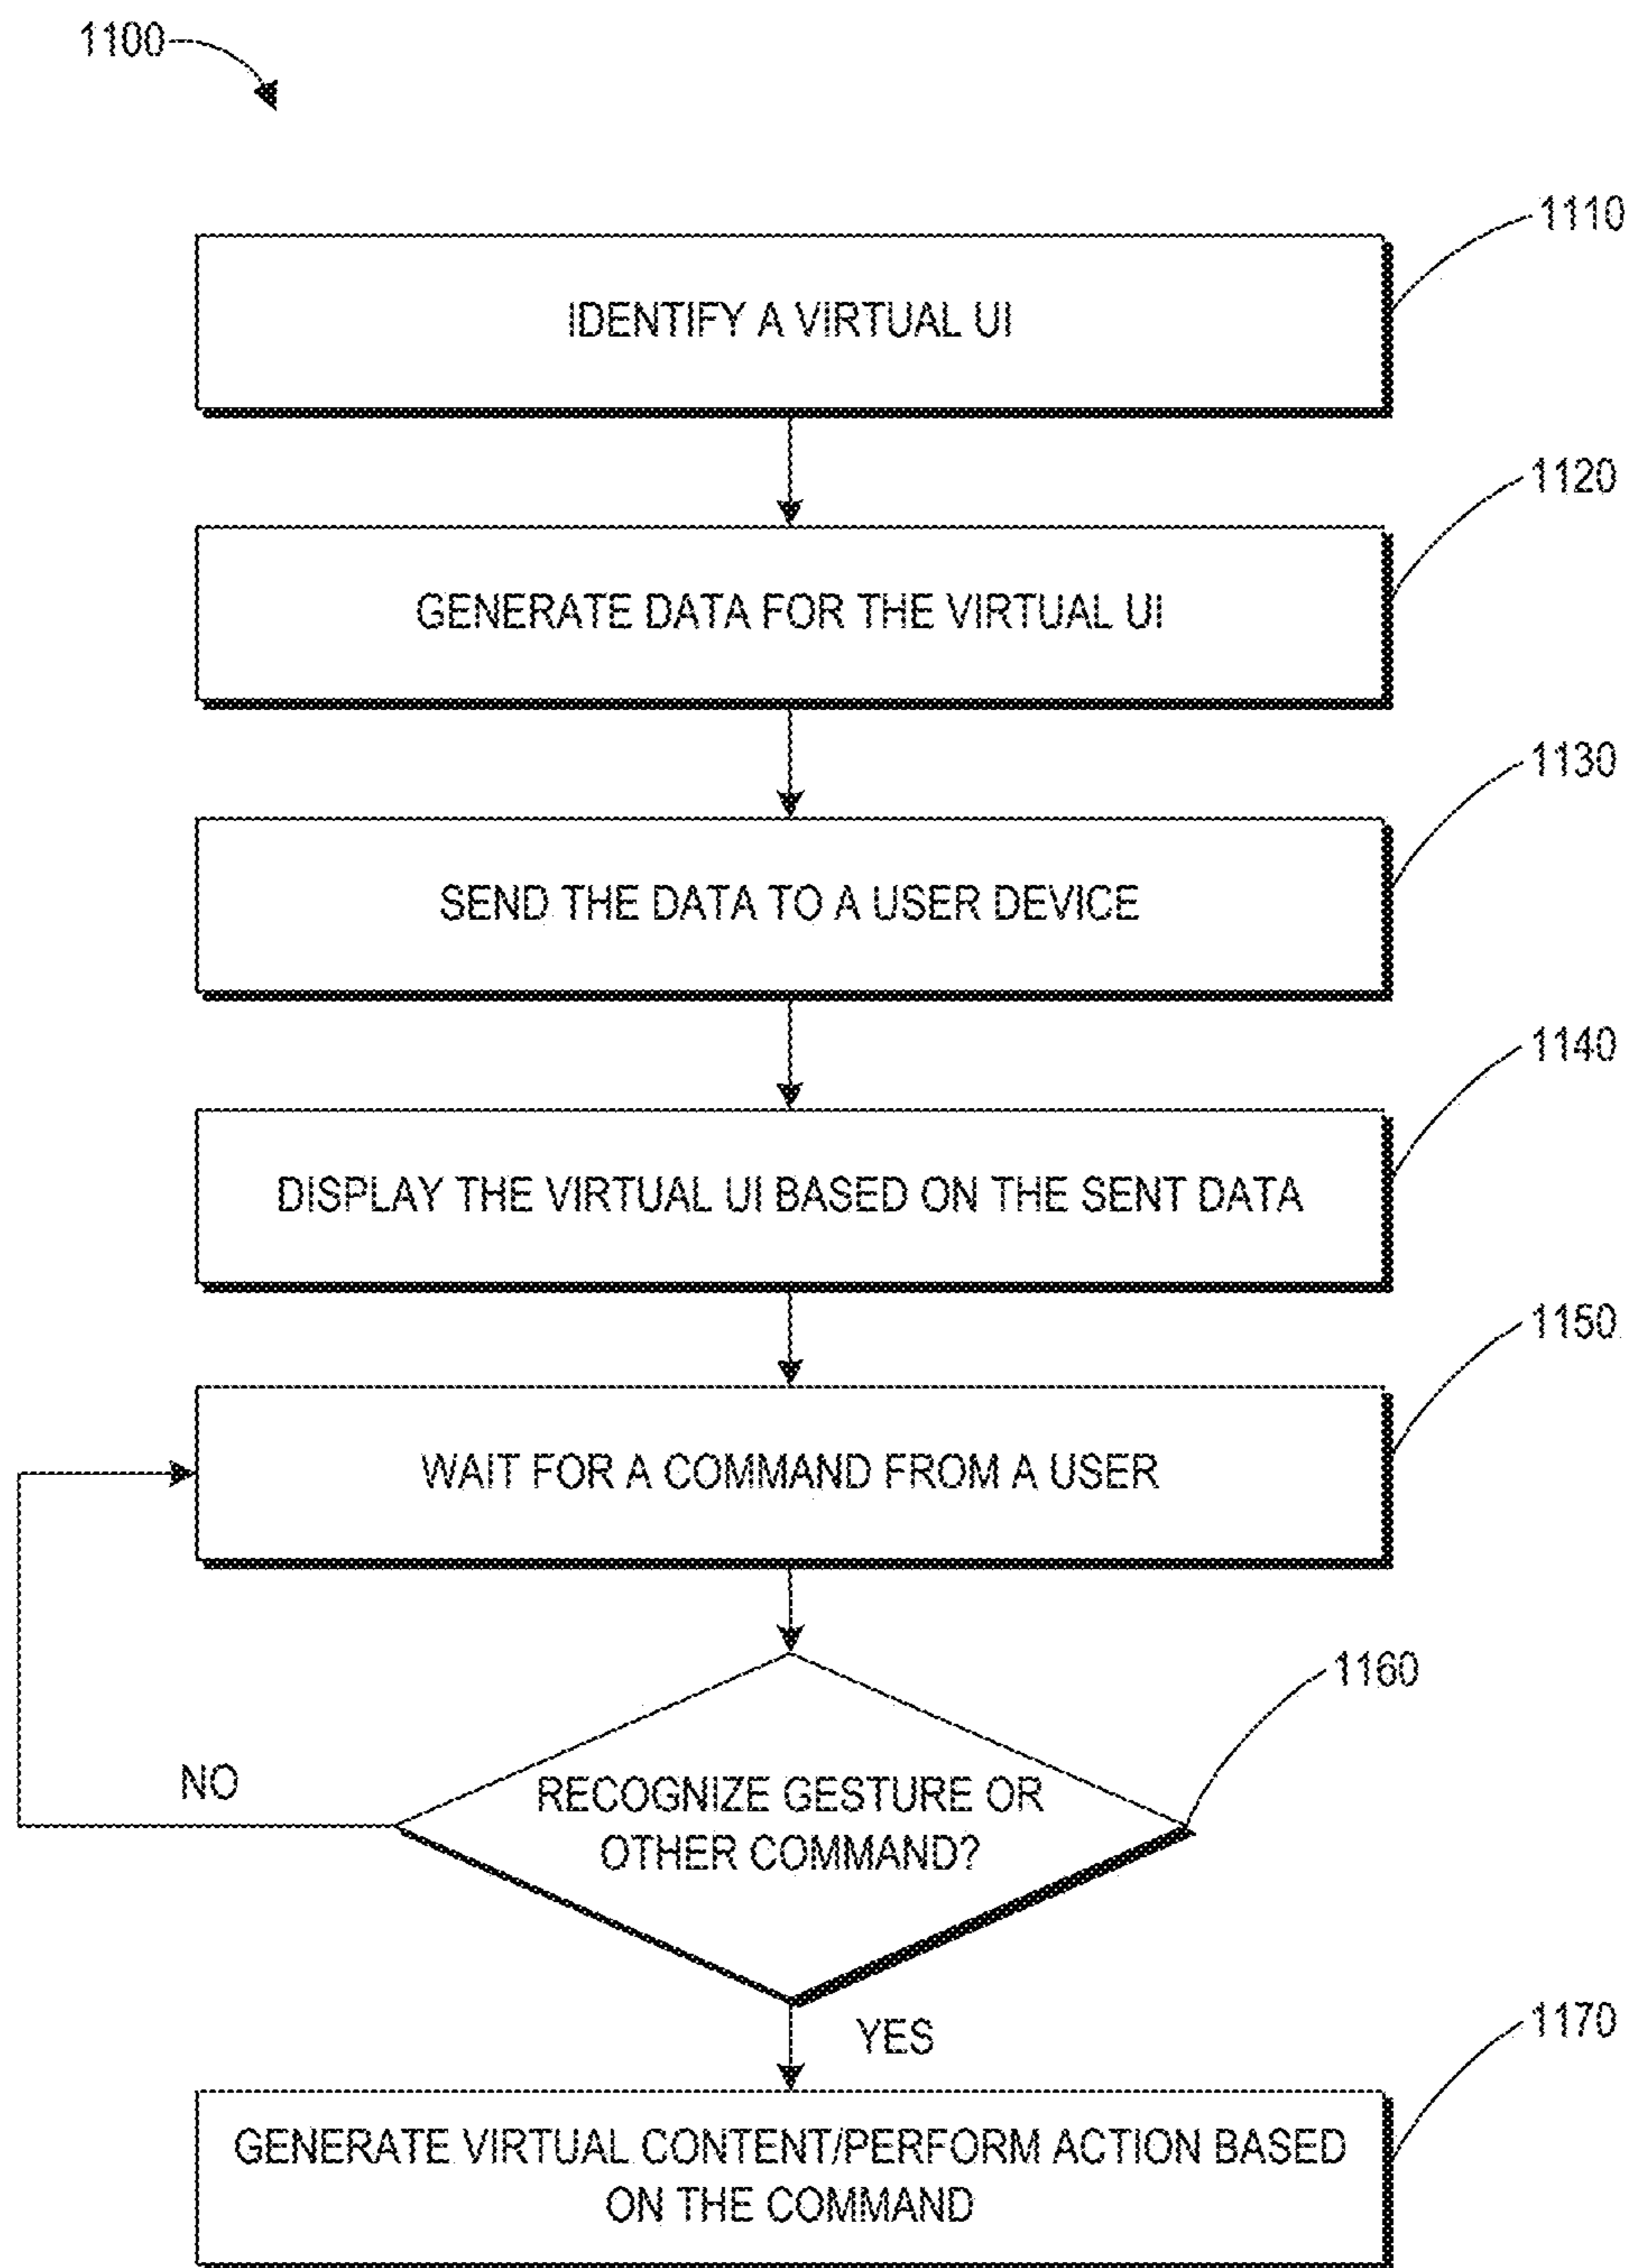 1100
1110
IDENTIFY A VIRTUAL UI
1120
GENERATE DATA FOR THE VIRTUAL UI
1130
SEND THE DATA TO A USER DEVICE
1140
DISPLAY THE VIRTUAL UI BASED ON THE SENT DATA
1150
WAIT FOR A COMMAND FROM A USER
1160
NO
RECOGNIZE GESTURE OR
OTHER COMMAND?
YES
1170
GENERATE VIRTUAL CONTENT/PERFORM ACTION BASED
ON THE COMMAND